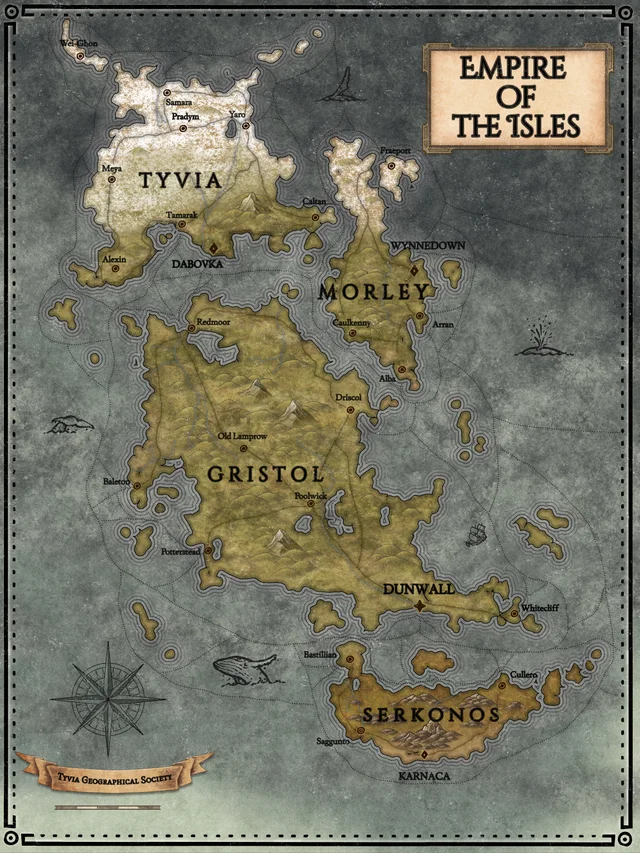 EMPIRE
OF
THE ISLES
Wei-Ghon
Samara
Pradym
Yaro
Praeport
Meya
TYVIA
Caltan
Tamarak
WYNNEDOWN
Alexin
DABOVKA
MORLEY
Redmoor
Caulkenny
Arran
Alba
Driscol
Old Lamprow
GRISTOL
Baleton
Poolwick
Potterstead
DUNWALL
Whitecliff
Bastillian
Cullero
SERKONOS
Saggunto
KARNACA
TYVIA GEOGRAPHICAL SOCIETY